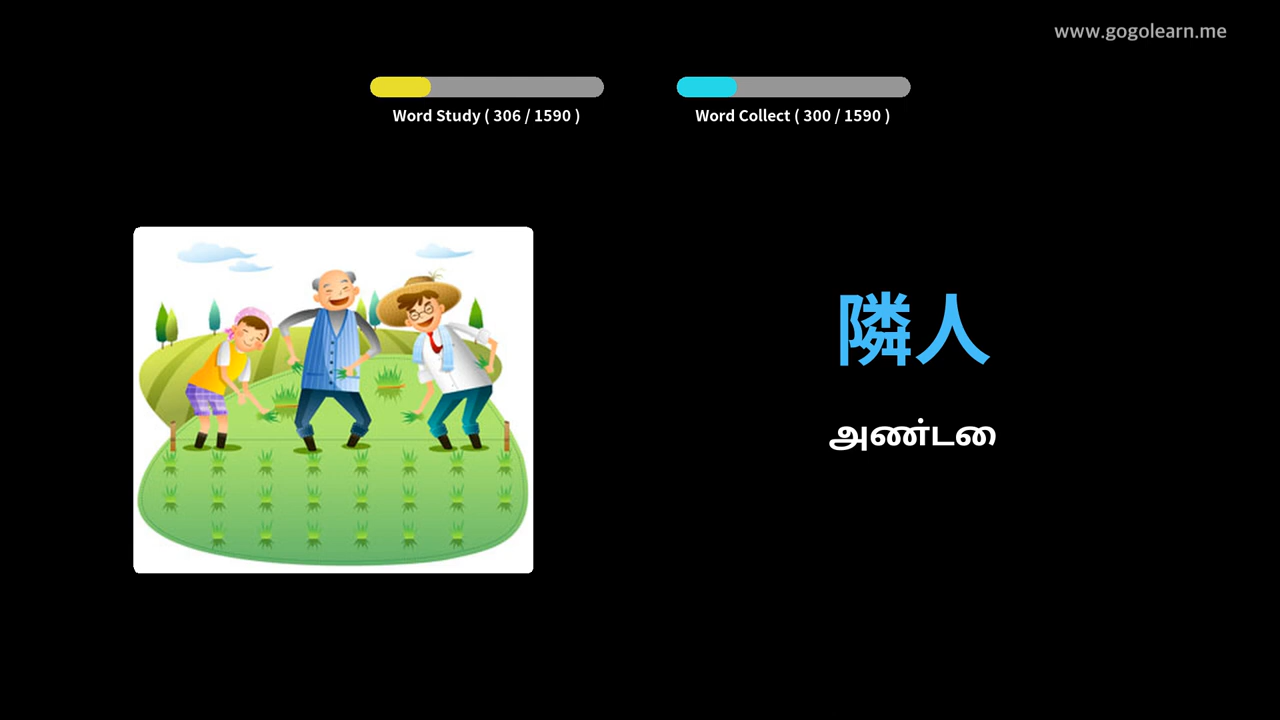 www.gogolearn.me
Word Study ( 306 / 1590 )
Word Collect ( 300 / 1590 )
隣人
அண்டை